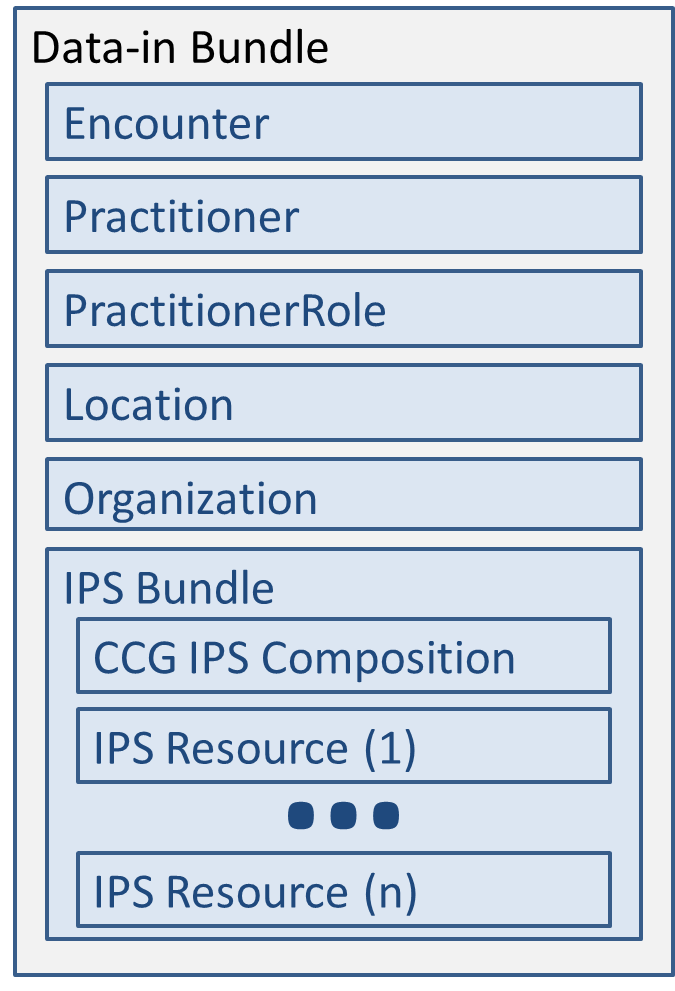 Data-in Bundle
Encounter
Practitioner
PractitionerRole
Location
Organization
IPS Bundle
CCG IPS Composition
IPS Resource (1)
IPS Resource (n)